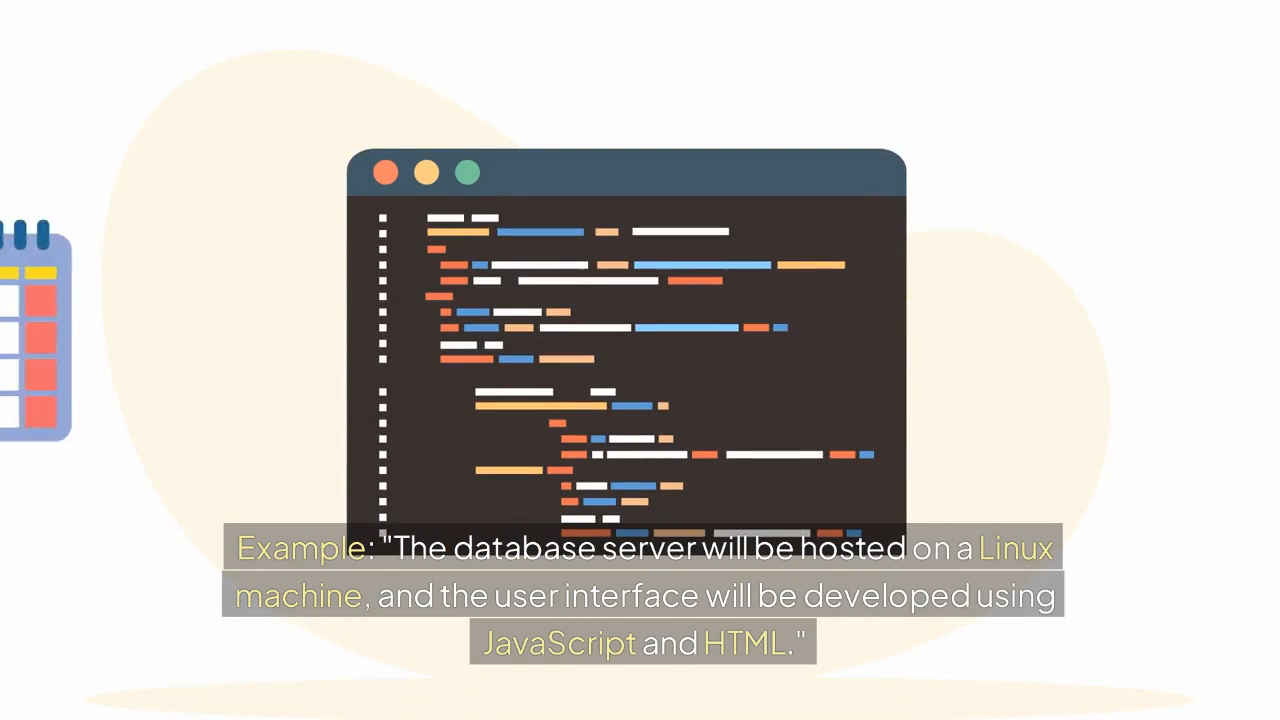 Example: "The database server will be hosted on a Linux
machine, and the user interface will be developed using
JavaScript and HTML."